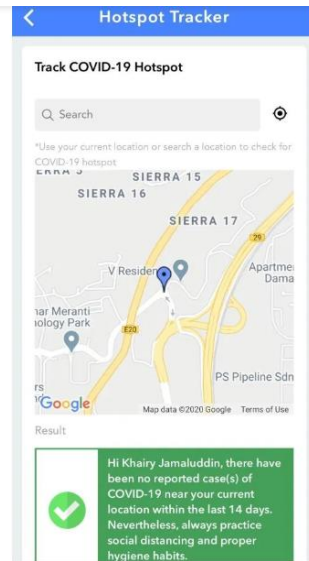 Hotspot Tracker
Track COVID-19 Hotspot
Search
*Use your current location or search a location to check for
COVID-19 hotspot
SIERRA 15
SIERRA 16
SIERRA 17
29
V Residen
Apartme
Dama
nar Meranti
nology Park
E20
PS Pipeline Sdn
Google
Map data ©2020 Google Terms of Use
Result
Hi Khairy Jamaluddin, there have
been no reported case(s) of
COVID-19 near your current
location within the last 14 days.
Nevertheless, always practice
social distancing and proper
hygiene habits.